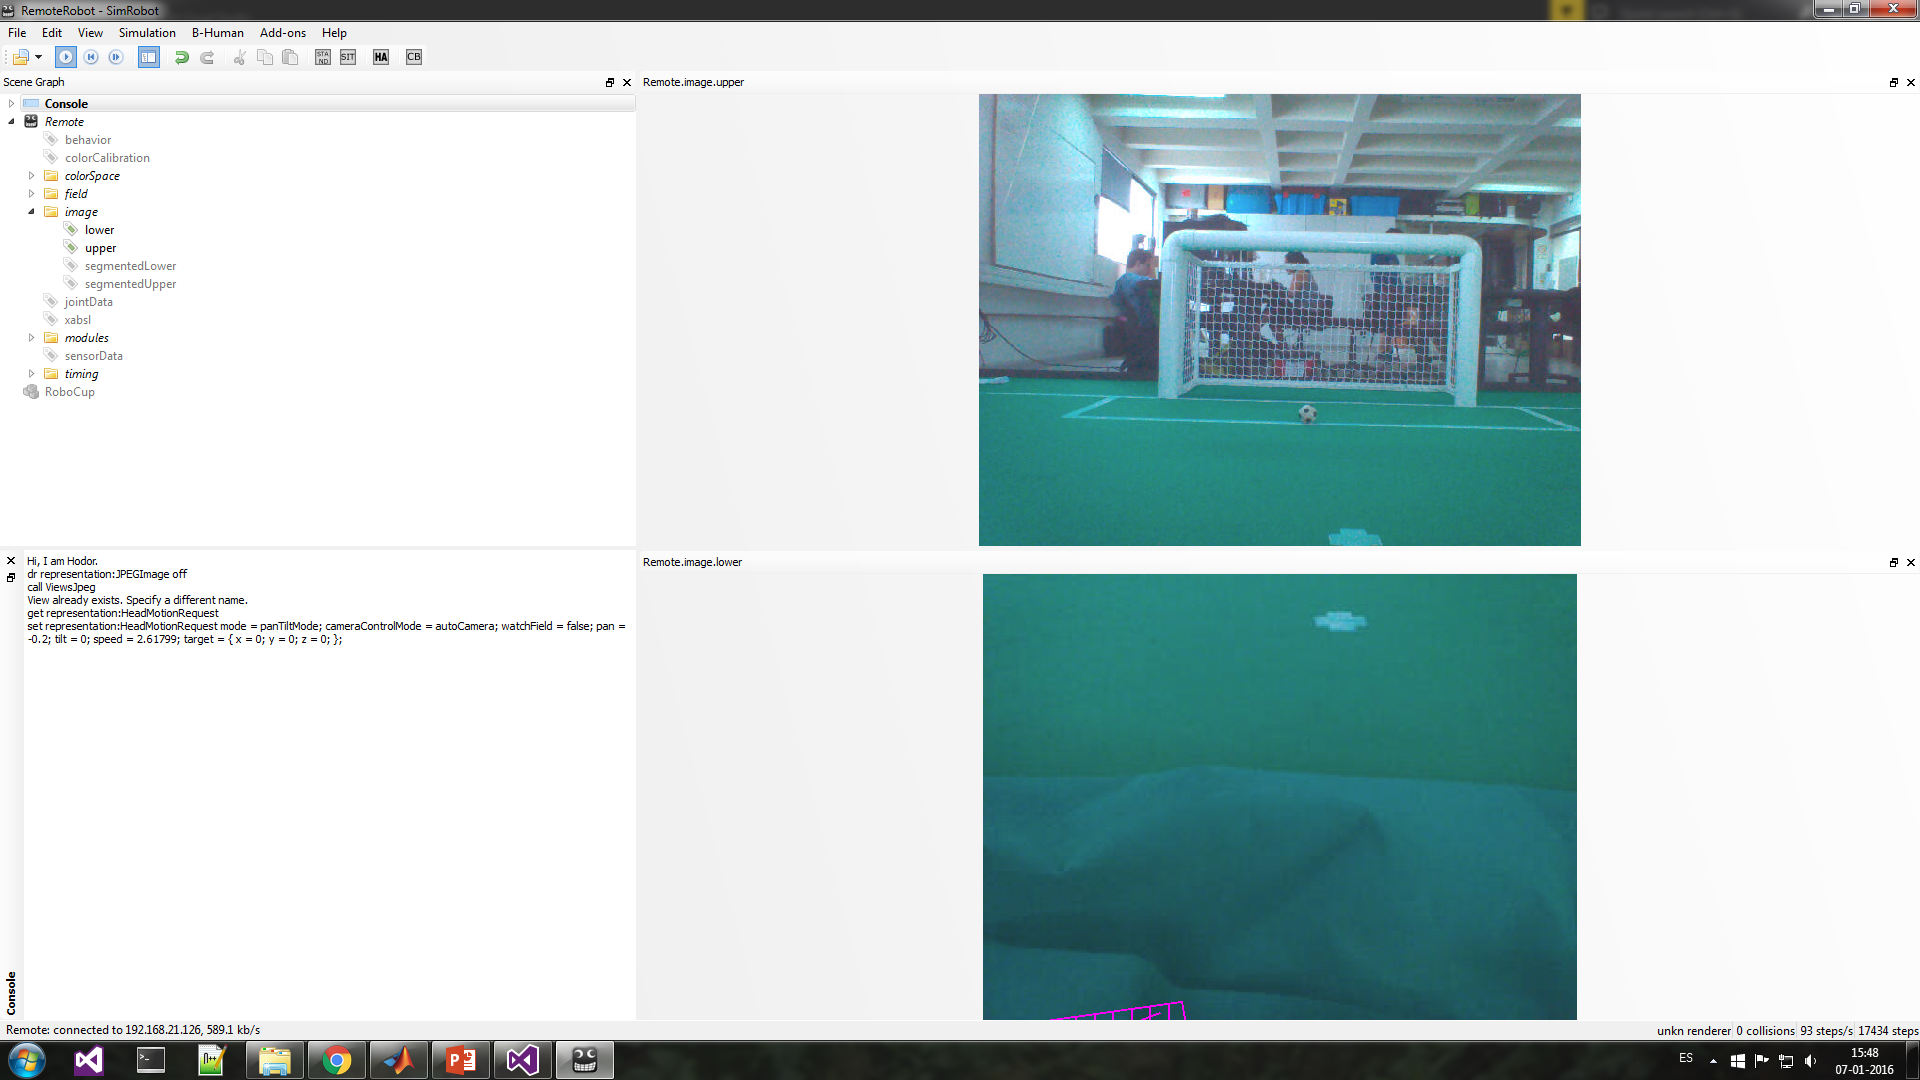 RemoteRobot - SimRobot
File Edit View Simulation B-Human Add-ons Help
STAND SIT HA CB
Scene Graph
Console
Remote
behavior
colorCalibration
colorSpace
field
image
lower
upper
segmentedLower
segmentedUpper
jointData
xabsl
modules
sensorData
timing
RoboCup
Remote.image.upper
Hi, I am Hodor.
dr representation:JPEGImage off
call ViewsJpeg
View already exists. Specify a different name.
get representation:HeadMotionRequest
set representation:HeadMotionRequest mode = panTiltMode; cameraControlMode = autoCamera; watchField = false; pan =
-0.2; tilt = 0; speed = 2.61799; target = { x = 0; y = 0; z = 0; };
Console
Remote.image.lower
Remote: connected to 192.168.21.126, 589.1 kb/s
unkn renderer 0 collisions 93 steps/s 17434 steps
ES
15:48
07-01-2016